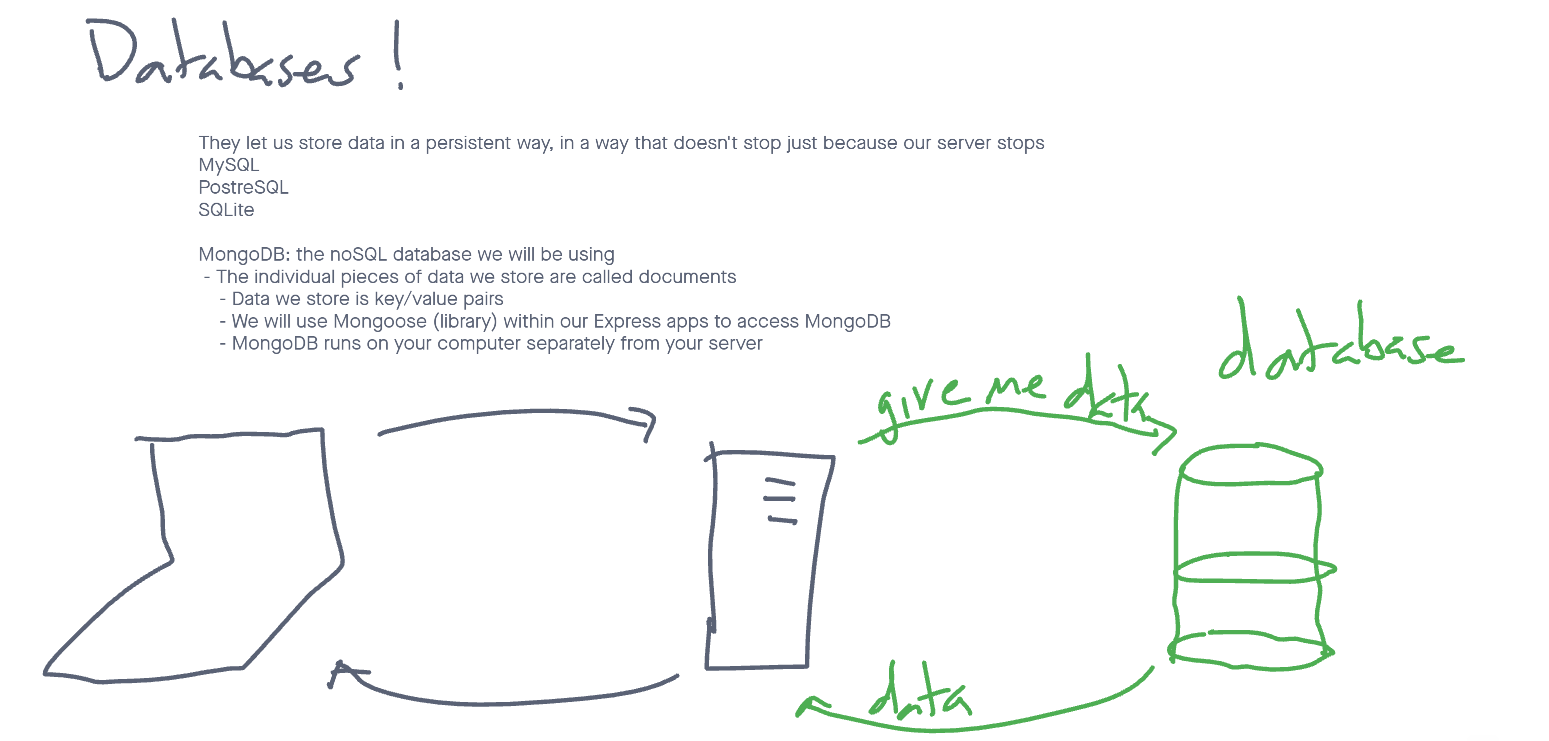 Databases!
They let us store data in a persistent way, in a way that doesn't stop just because our server stops
MySQL
PostreSQL
SQLite
MongoDB: the noSQL database we will be using
- The individual pieces of data we store are called documents
- Data we store is key/value pairs
- We will use Mongoose (library) within our Express apps to access MongoDB
- MongoDB runs on your computer separately from your server
database
give me data
data